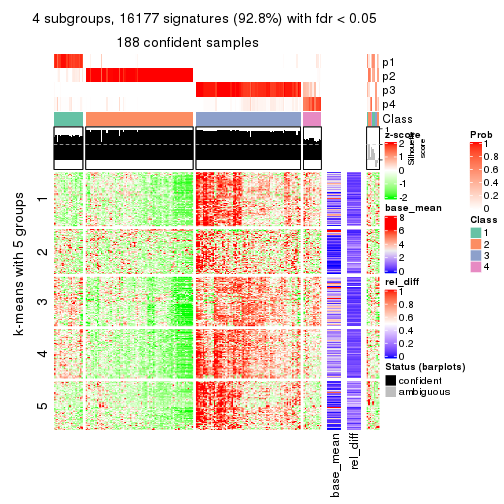 4 subgroups, 16177 signatures (92.8%) with fdr < 0.05
188 confident samples
p1
p2
p3
p4
Class
1
Silhouette
score
k-means with 5 groups
1
2
3
4
5
base_mean
rel_diff
z-score
2
1
0
-1
-2
base_mean
8
6
4
2
0
rel_diff
1
0.8
0.6
0.4
0.2
0
Status (barplots)
confident
ambiguous
Prob
1
0.8
0.6
0.4
0.2
0
Class
1
2
3
4